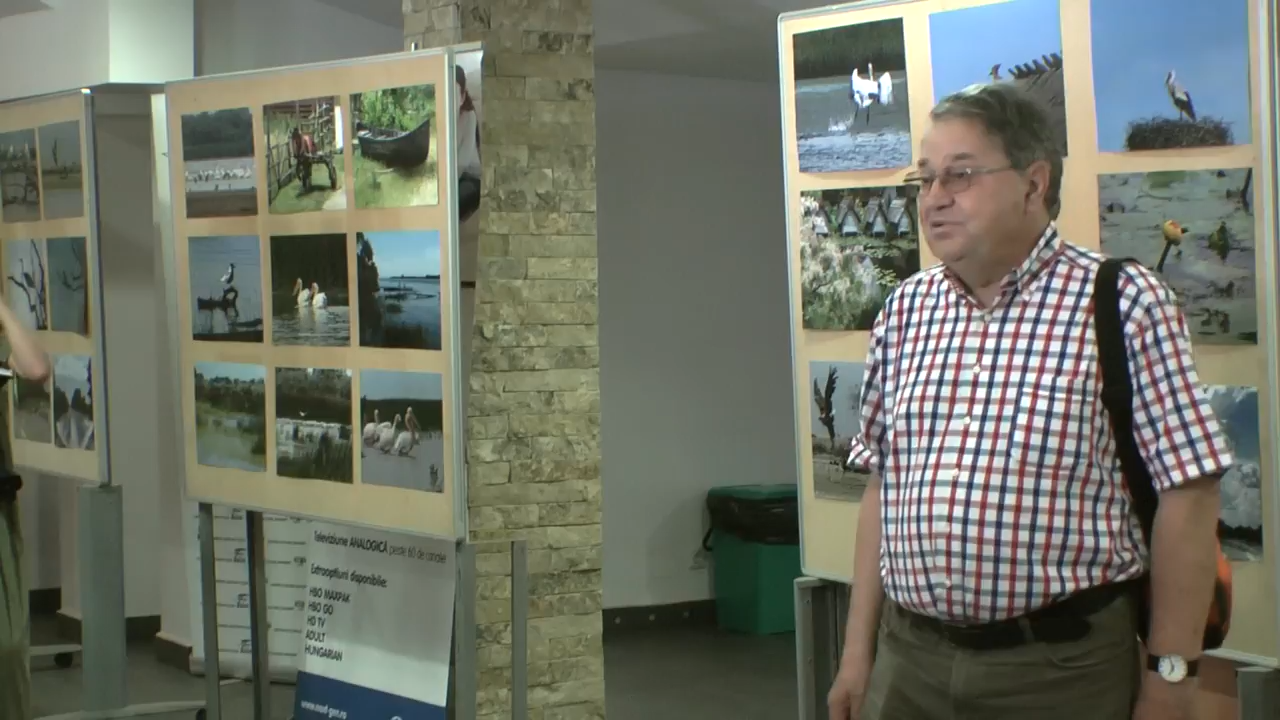 Televiziune ANALOGICĂ peste 60 de canale
Extraopțiuni disponibile:
HBO MAXPAK
HBO GO
HD TV
ADULT
HUNGARIAN